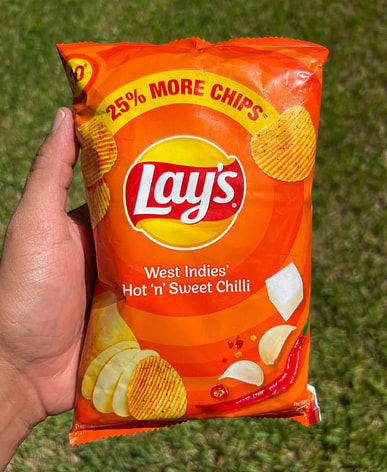 25% MORE CHIPS*
Lay's
West Indies'
Hot 'n' Sweet Chilli